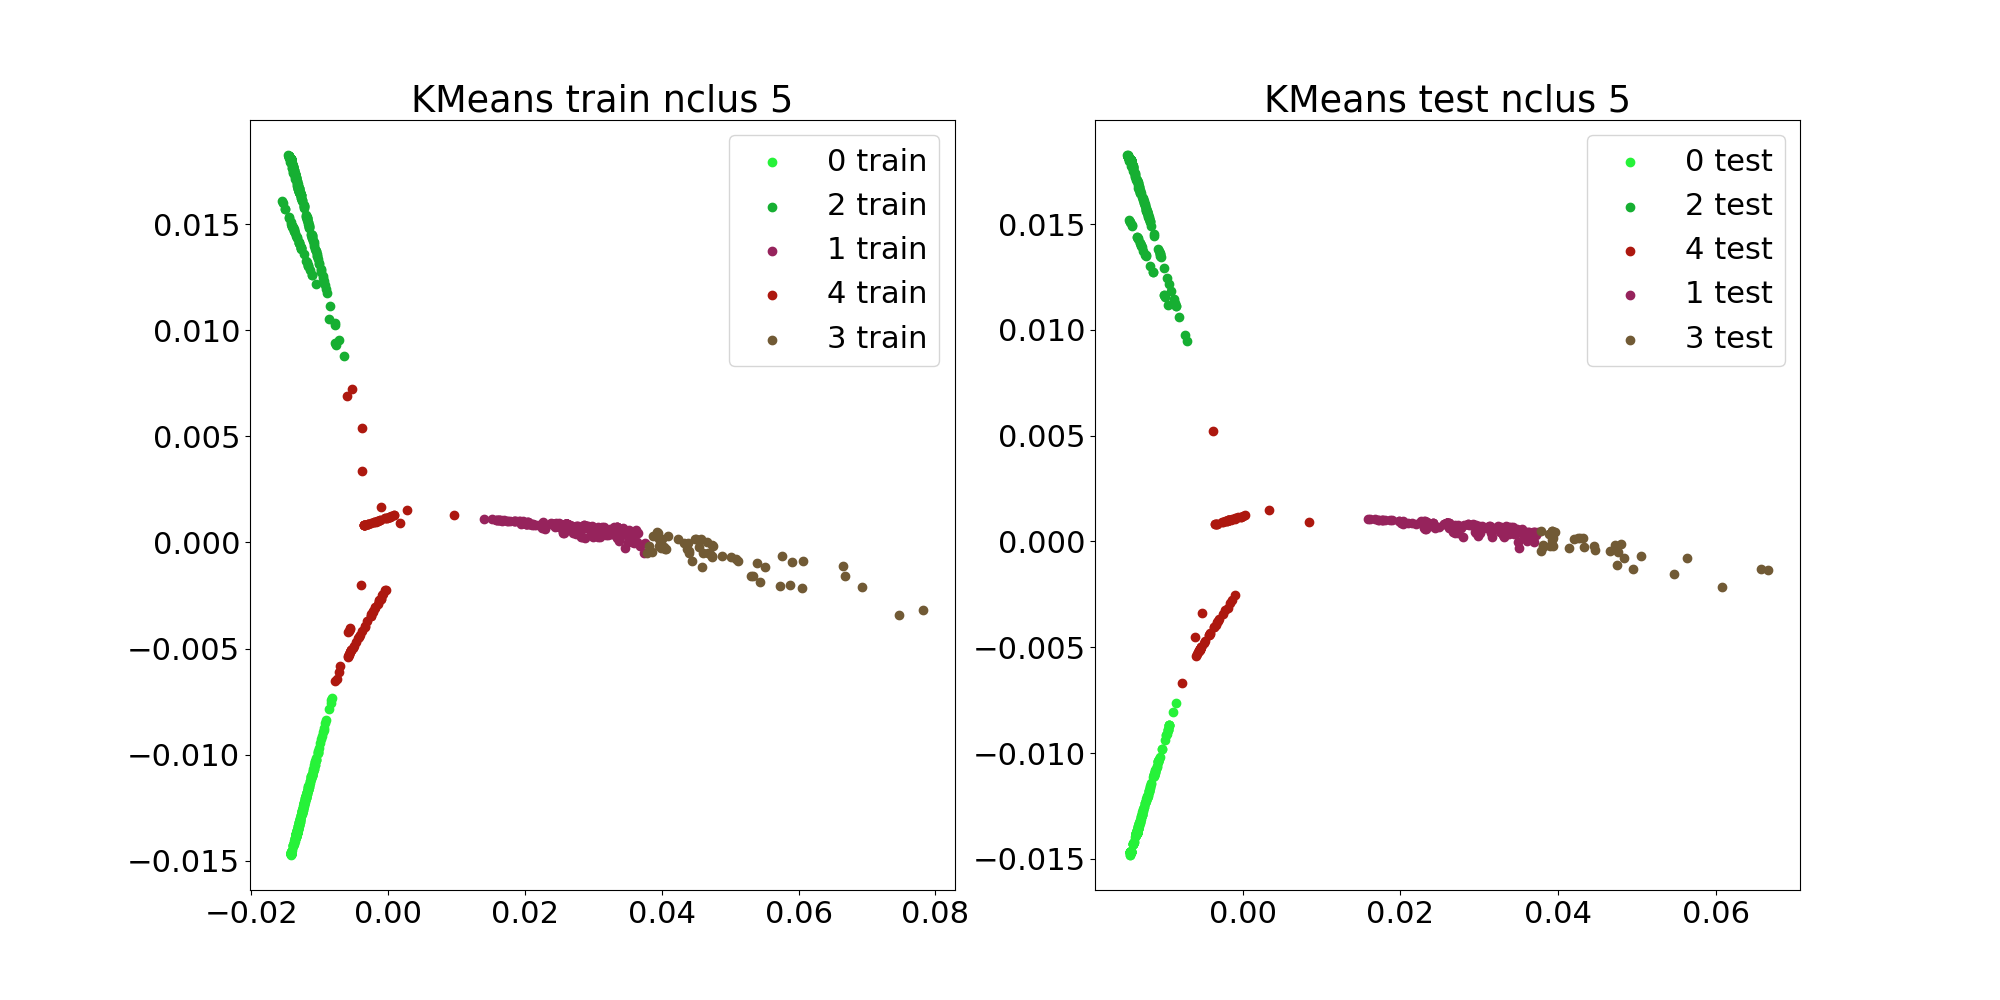 KMeans train nclus 5
0 train
2 train
1 train
4 train
3 train
0.015
0.010
0.005
0.000
−0.005
−0.010
−0.015
−0.02 0.00 0.02 0.04 0.06 0.08
KMeans test nclus 5
0 test
2 test
4 test
1 test
3 test
0.015
0.010
0.005
0.000
−0.005
−0.010
−0.015
0.00 0.02 0.04 0.06